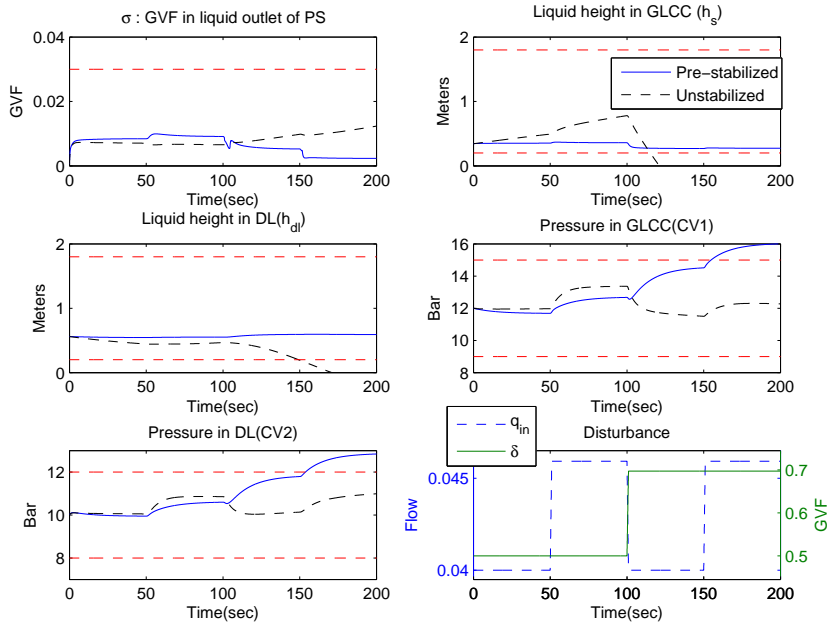 σ : GVF in liquid outlet of PS
0.04
0.02
0
GVF
0
50
100
150
200
Time(sec)
Liquid height in GLCC (h_s)
2
1
0
Meters
Pre-stabilized
Unstabilized
0
50
100
150
200
Time(sec)
Liquid height in DL(h_dl)
2
1
0
Meters
0
50
100
150
200
Time(sec)
Pressure in GLCC(CV1)
16
14
12
10
8
Bar
0
50
100
150
200
Time(sec)
Pressure in DL(CV2)
12
10
8
Bar
0
50
100
150
200
Time(sec)
q_in
δ
Disturbance
0.045
0.04
Flow
0.7
0.6
0.5
GVF
0
50
100
150
200
Time(sec)